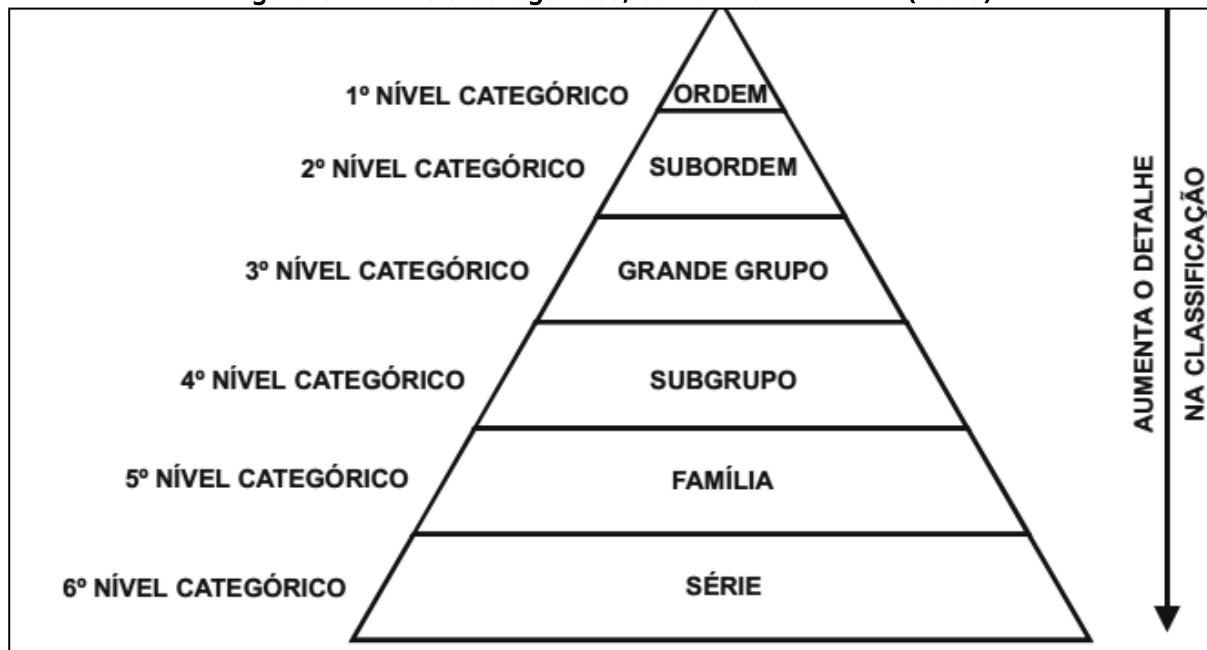 1º NÍVEL CATEGÓRICO
ORDEM
2º NÍVEL CATEGÓRICO
SUBORDEM
3º NÍVEL CATEGÓRICO
GRANDE GRUPO
4º NÍVEL CATEGÓRICO
SUBGRUPO
5º NÍVEL CATEGÓRICO
FAMÍLIA
6º NÍVEL CATEGÓRICO
SÉRIE
AUMENTA O DETALHE
NA CLASSIFICAÇÃO